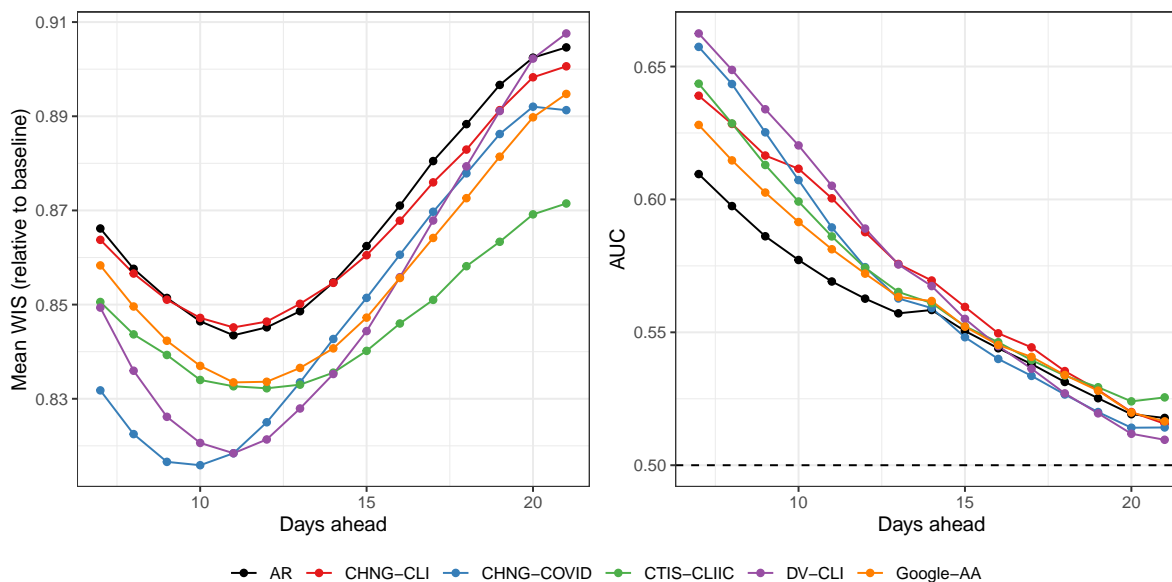 0.91
0.89
0.87
0.85
0.83
Mean WIS (relative to baseline)
10
15
20
Days ahead
0.65
0.60
0.55
0.50
AUC
10
15
20
Days ahead
AR
CHNG−CLI
CHNG−COVID
CTIS−CLIIC
DV−CLI
Google−AA